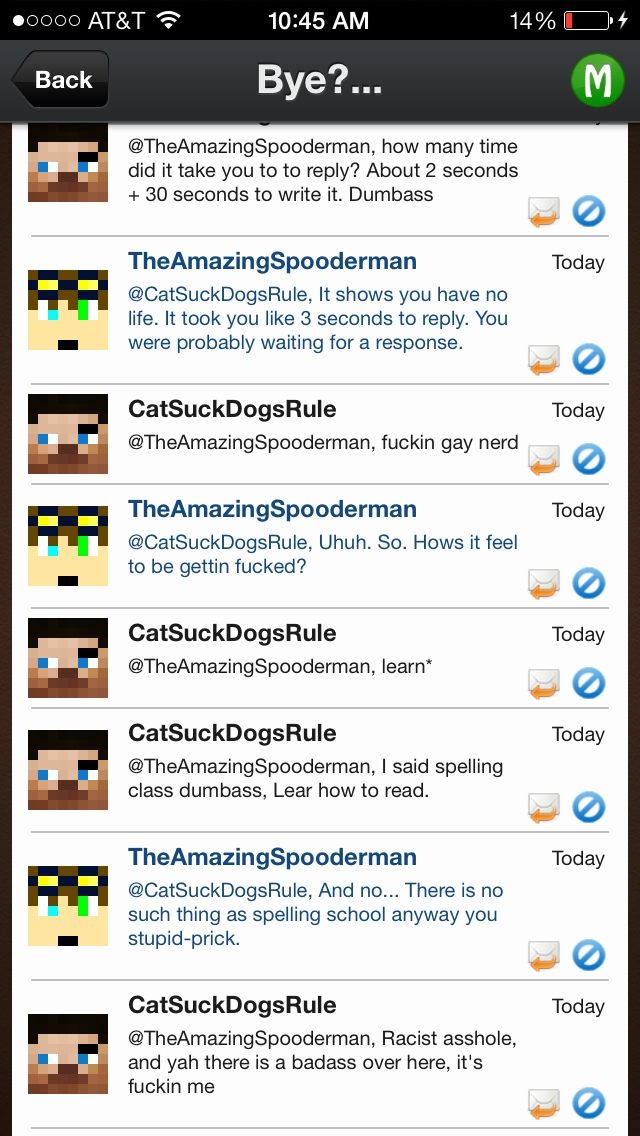 AT&T 10:45 AM 14%
Back Bye?... M
@TheAmazingSpooderman, how many time
did it take you to to reply? About 2 seconds
+ 30 seconds to write it. Dumbass
TheAmazingSpooderman Today
@CatSuckDogsRule, It shows you have no
life. It took you like 3 seconds to reply. You
were probably waiting for a response.
CatSuckDogsRule Today
@TheAmazingSpooderman, fuckin gay nerd
TheAmazingSpooderman Today
@CatSuckDogsRule, Uhuh. So. Hows it feel
to be gettin fucked?
CatSuckDogsRule Today
@TheAmazingSpooderman, learn*
CatSuckDogsRule Today
@TheAmazingSpooderman, I said spelling
class dumbass, Lear how to read.
TheAmazingSpooderman Today
@CatSuckDogsRule, And no... There is no
such thing as spelling school anyway you
stupid-prick.
CatSuckDogsRule Today
@TheAmazingSpooderman, Racist asshole,
and yah there is a badass over here, it's
fuckin me